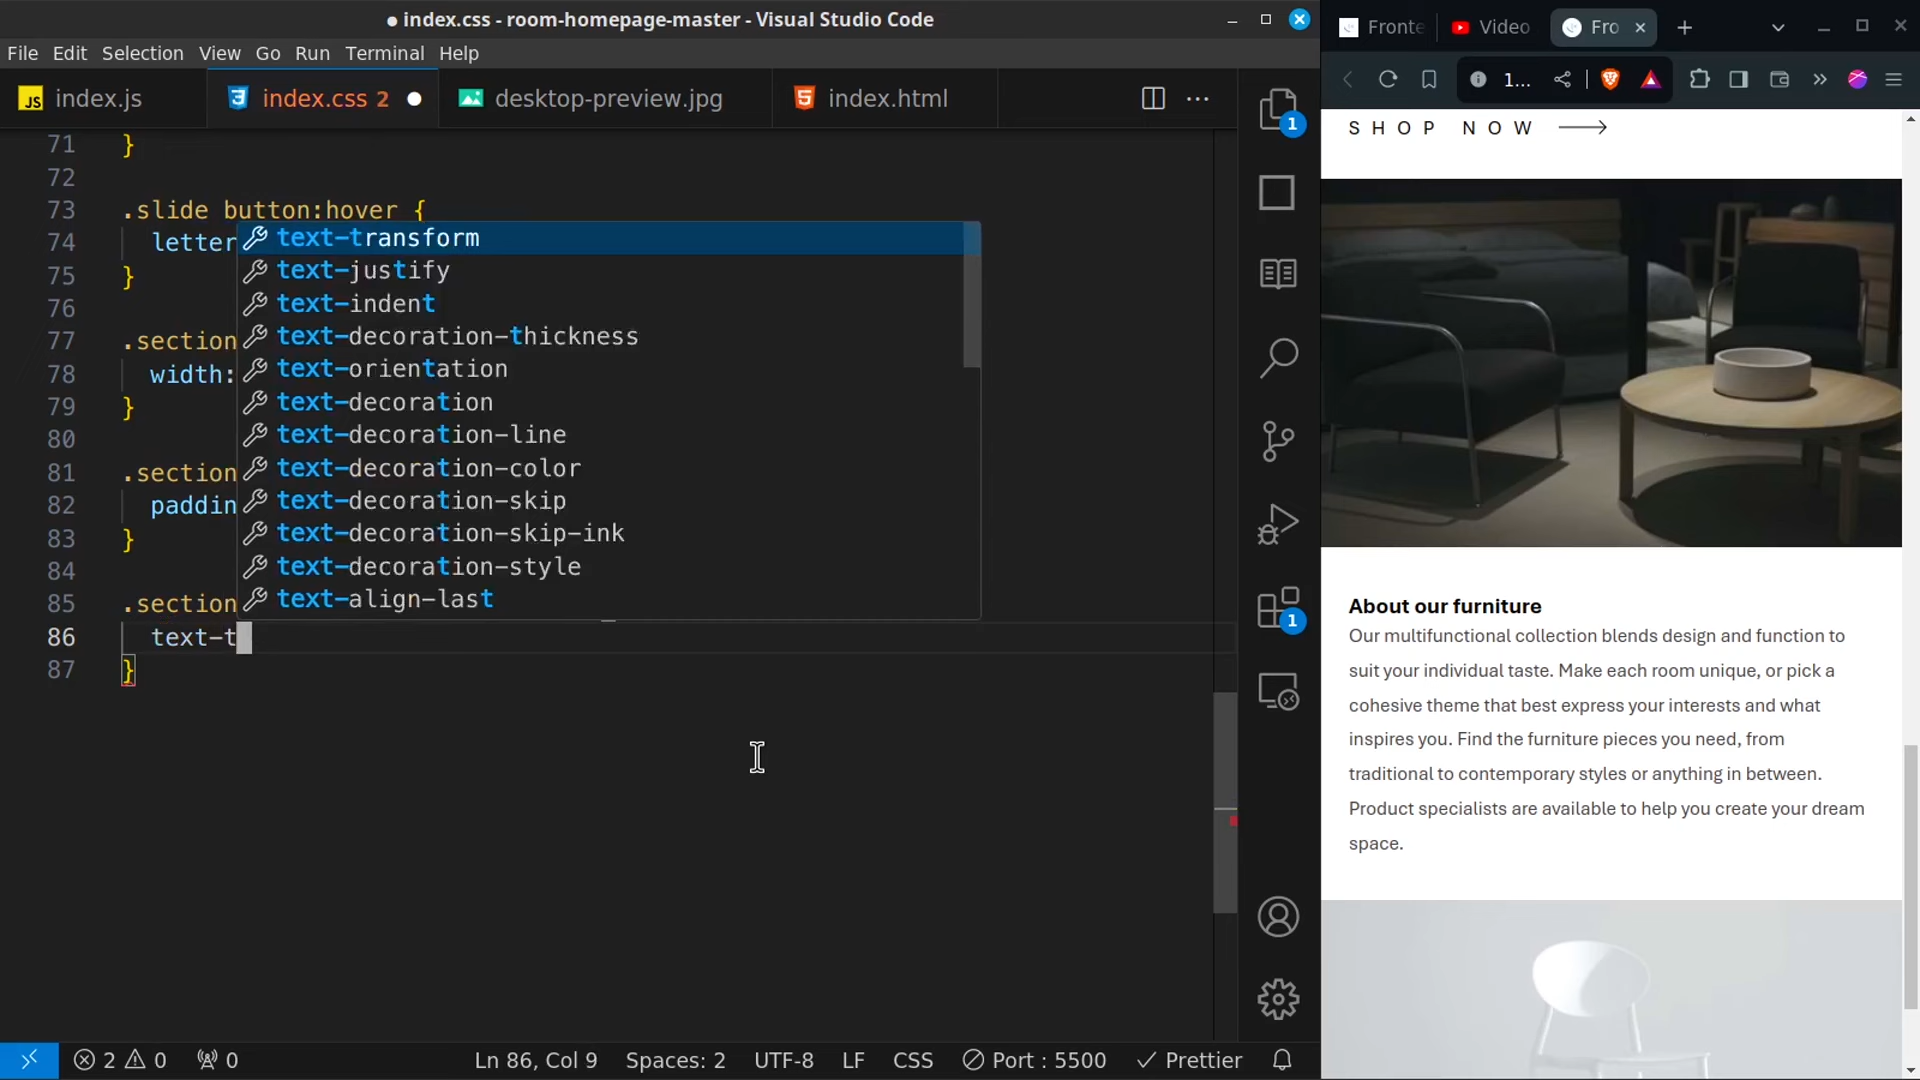 index.css - room-homepage-master - Visual Studio Code
File Edit Selection View Go Run Terminal Help
JS index.js
index.css 2
desktop-preview.jpg
index.html
71 }
72
73 .slide button:hover {
74 letter
75 }
76
77 .section
78 width:
79 }
80
81 .section
82 paddin
83 }
84
85 .section
86 text-t
87 }
text-transform
text-justify
text-indent
text-decoration-thickness
text-orientation
text-decoration
text-decoration-line
text-decoration-color
text-decoration-skip
text-decoration-skip-ink
text-decoration-style
text-align-last
1
1
2 0 0 Ln 86, Col 9 Spaces: 2 UTF-8 LF CSS Port : 5500 Prettier
Fronte Video Fro
1...
SHOP NOW
About our furniture
Our multifunctional collection blends design and function to
suit your individual taste. Make each room unique, or pick a
cohesive theme that best express your interests and what
inspires you. Find the furniture pieces you need, from
traditional to contemporary styles or anything in between.
Product specialists are available to help you create your dream
space.